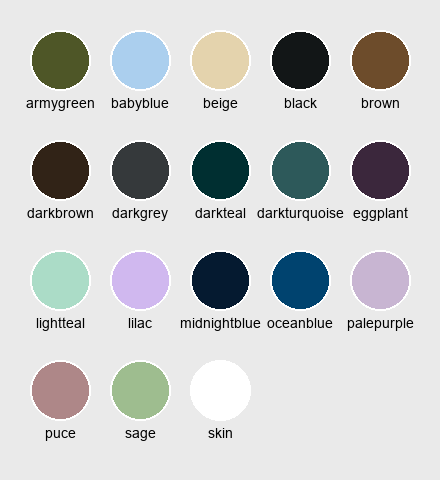 armygreen babyblue beige black brown
darkbrown darkgrey darkteal darkturquoise eggplant
lightteal lilac midnightblue oceanblue palepurple
puce sage skin